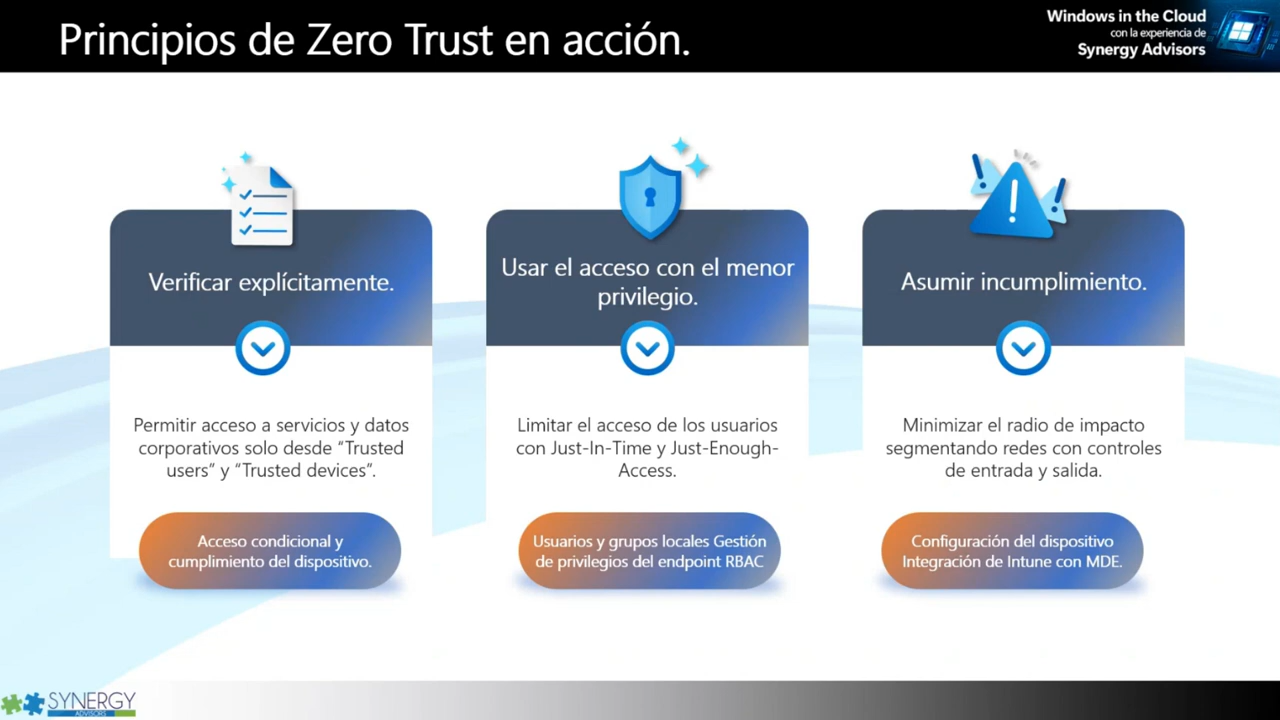 Principios de Zero Trust en acción.
Windows in the Cloud
con la experiencia de
Synergy Advisors
Verificar explícitamente.
Permitir acceso a servicios y datos
corporativos solo desde “Trusted
users” y “Trusted devices”.
Acceso condicional y
cumplimiento del dispositivo.
Usar el acceso con el menor
privilegio.
Limitar el acceso de los usuarios
con Just-In-Time y Just-Enough-
Access.
Usuarios y grupos locales Gestión
de privilegios del endpoint RBAC
Asumir incumplimiento.
Minimizar el radio de impacto
segmentando redes con controles
de entrada y salida.
Configuración del dispositivo
Integración de Intune con MDE.
SYNERGY
ADVISORS